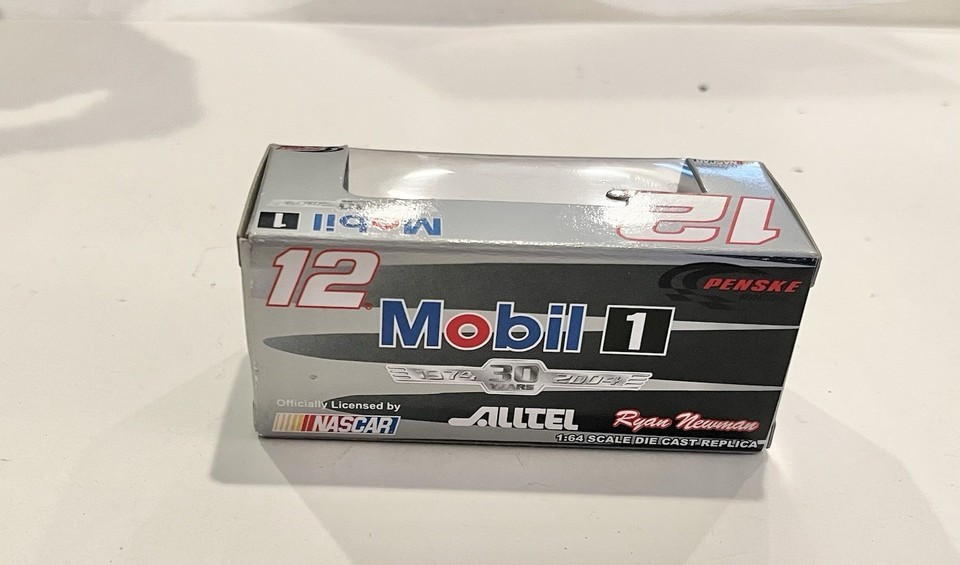 Mobil 1
12
12
PENSKE
Mobil 1
1974 30 YEARS 2004
Officially Licensed by
NASCAR
ALLTEL
Ryan Newman
1:64 SCALE DIE CAST REPLICA